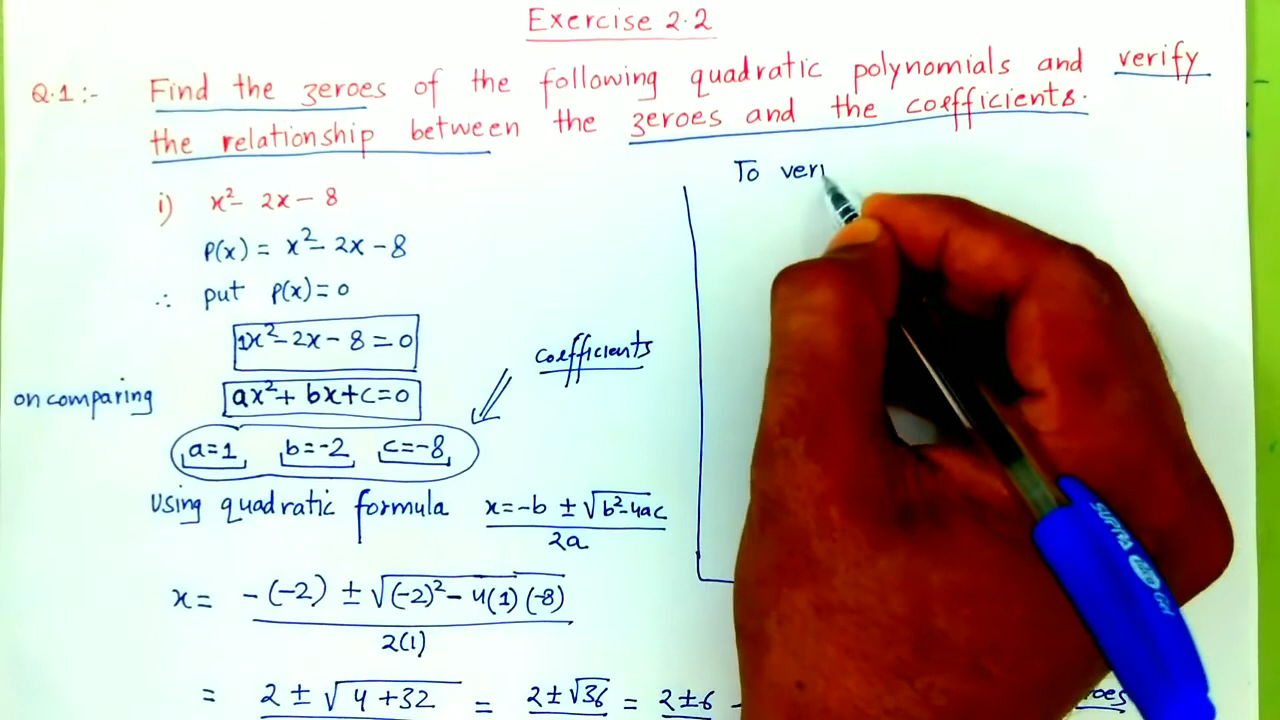 Exercise 2.2
Q.1:- Find the zeroes of the following quadratic polynomials and verify
the relationship between the zeroes and the coefficients.
i) x² - 2x - 8
P(x) = x² - 2x - 8
∴ put P(x) = 0
1x² - 2x - 8 = 0
on comparing ax² + bx + c = 0
coefficients
a=1 b=-2 c=-8
Using quadratic formula x = -b ± √b²-4ac / 2a
x = -(-2) ± √(-2)² - 4(1)(-8) / 2(1)
= 2 ± √4+32 = 2±√36 = 2±6
To veri
SUPRA
Gel